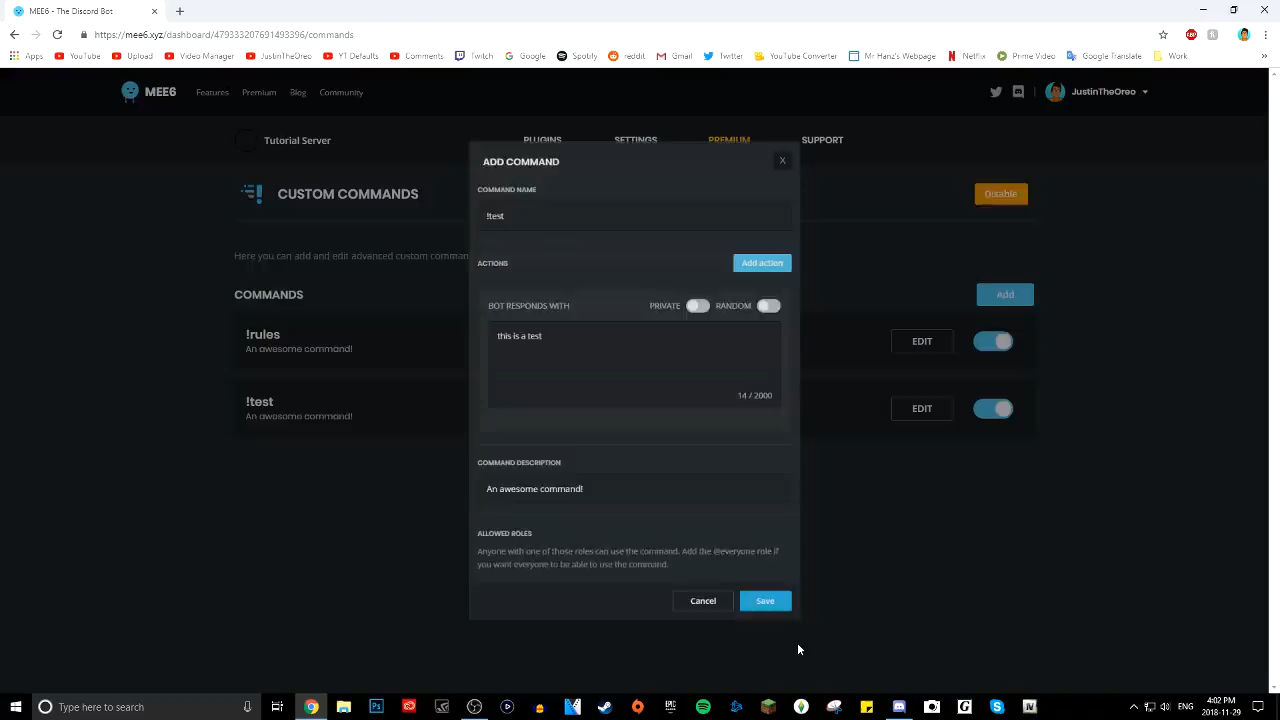 MEE6 - The Discord Bot
https://mee6.xyz/dashboard/479333207691493396/commands
Apps YouTube Upload Video Manager JustinTheOreo YT Defaults Comments Twitch Google Spotify reddit Gmail Twitter YouTube Converter Mr Hanz's Webpage Netflix Prime Video Google Translate Work
MEE6 Features Premium Blog Community JustinTheOreo
Tutorial Server PLUGINS SETTINGS PREMIUM SUPPORT
ADD COMMAND X
COMMAND NAME
CUSTOM COMMANDS Disable
!test
Here you can add and edit advanced custom comman
ACTIONS Add action
COMMANDS Add
BOT RESPONDS WITH PRIVATE RANDOM
!rules
An awesome command!
EDIT
this is a test
14 / 2000
!test
An awesome command!
EDIT
COMMAND DESCRIPTION
An awesome command!
ALLOWED ROLES
Anyone with one of those roles can use the command. Add the @everyone role if
you want everyone to be able to use the command.
Cancel Save
Type here to search
4:02 PM
2018-11-29